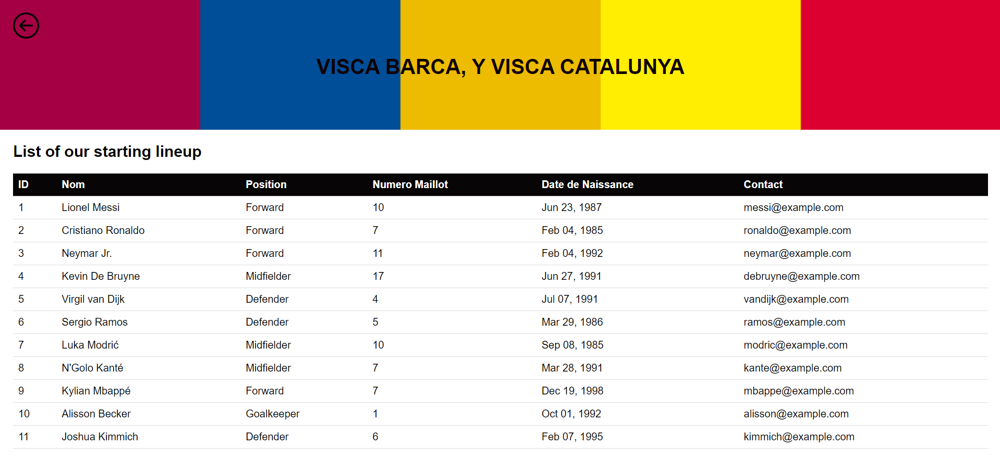 VISCA BARCA, Y VISCA CATALUNYA
List of our starting lineup
ID Nom Position Numero Maillot Date de Naissance Contact
1 Lionel Messi Forward 10 Jun 23, 1987 messi@example.com
2 Cristiano Ronaldo Forward 7 Feb 04, 1985 ronaldo@example.com
3 Neymar Jr. Forward 11 Feb 04, 1992 neymar@example.com
4 Kevin De Bruyne Midfielder 17 Jun 27, 1991 debruyne@example.com
5 Virgil van Dijk Defender 4 Jul 07, 1991 vandijk@example.com
6 Sergio Ramos Defender 5 Mar 29, 1986 ramos@example.com
7 Luka Modrić Midfielder 10 Sep 08, 1985 modric@example.com
8 N'Golo Kanté Midfielder 7 Mar 28, 1991 kante@example.com
9 Kylian Mbappé Forward 7 Dec 19, 1998 mbappe@example.com
10 Alisson Becker Goalkeeper 1 Oct 01, 1992 alisson@example.com
11 Joshua Kimmich Defender 6 Feb 07, 1995 kimmich@example.com